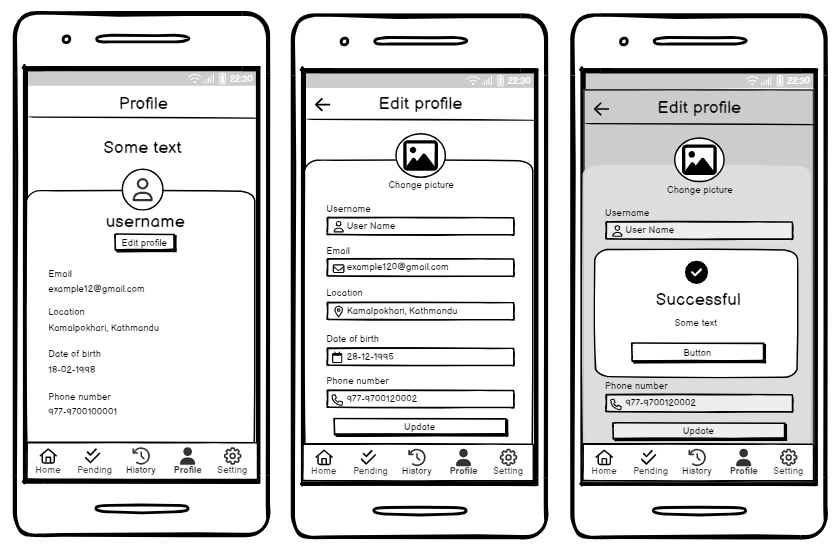 22:30
Profile
Some text
username
Edit profile
Email
example12@gmail.com
Location
Kamalpokhari, Kathmandu
Date of birth
18-02-1998
Phone number
977-9700100001
Home Pending History Profile Setting
22:30
Edit profile
Change picture
Username
User Name
Email
example120@gmail.com
Location
Kamalpokhari, Kathmandu
Date of birth
28-12-1995
Phone number
977-9700120002
Update
Home Pending History Profile Setting
22:30
Edit profile
Change picture
Username
User Name
Successful
Some text
Button
Phone number
977-9700120002
Update
Home Pending History Profile Setting